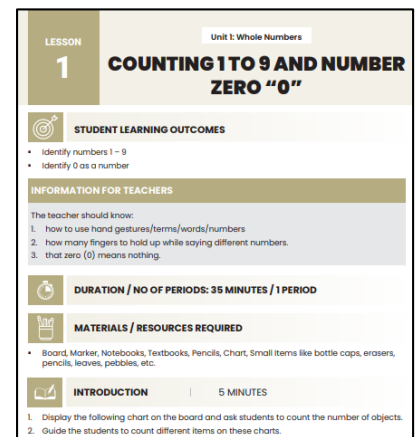 LESSON
1
Unit 1: Whole Numbers
COUNTING 1 TO 9 AND NUMBER
ZERO “0”
STUDENT LEARNING OUTCOMES
▪ Identify numbers 1 – 9
▪ Identify 0 as a number
INFORMATION FOR TEACHERS
The teacher should know:
1. how to use hand gestures/terms/words/numbers
2. how many fingers to hold up while saying different numbers.
3. that zero (0) means nothing.
DURATION / NO OF PERIODS: 35 MINUTES / 1 PERIOD
MATERIALS / RESOURCES REQUIRED
▪ Board, Marker, Notebooks, Textbooks, Pencils, Chart, Small items like bottle caps, erasers,
pencils, leaves, pebbles, etc.
INTRODUCTION | 5 MINUTES
1. Display the following chart on the board and ask students to count the number of objects.
2. Guide the students to count different items on these charts.